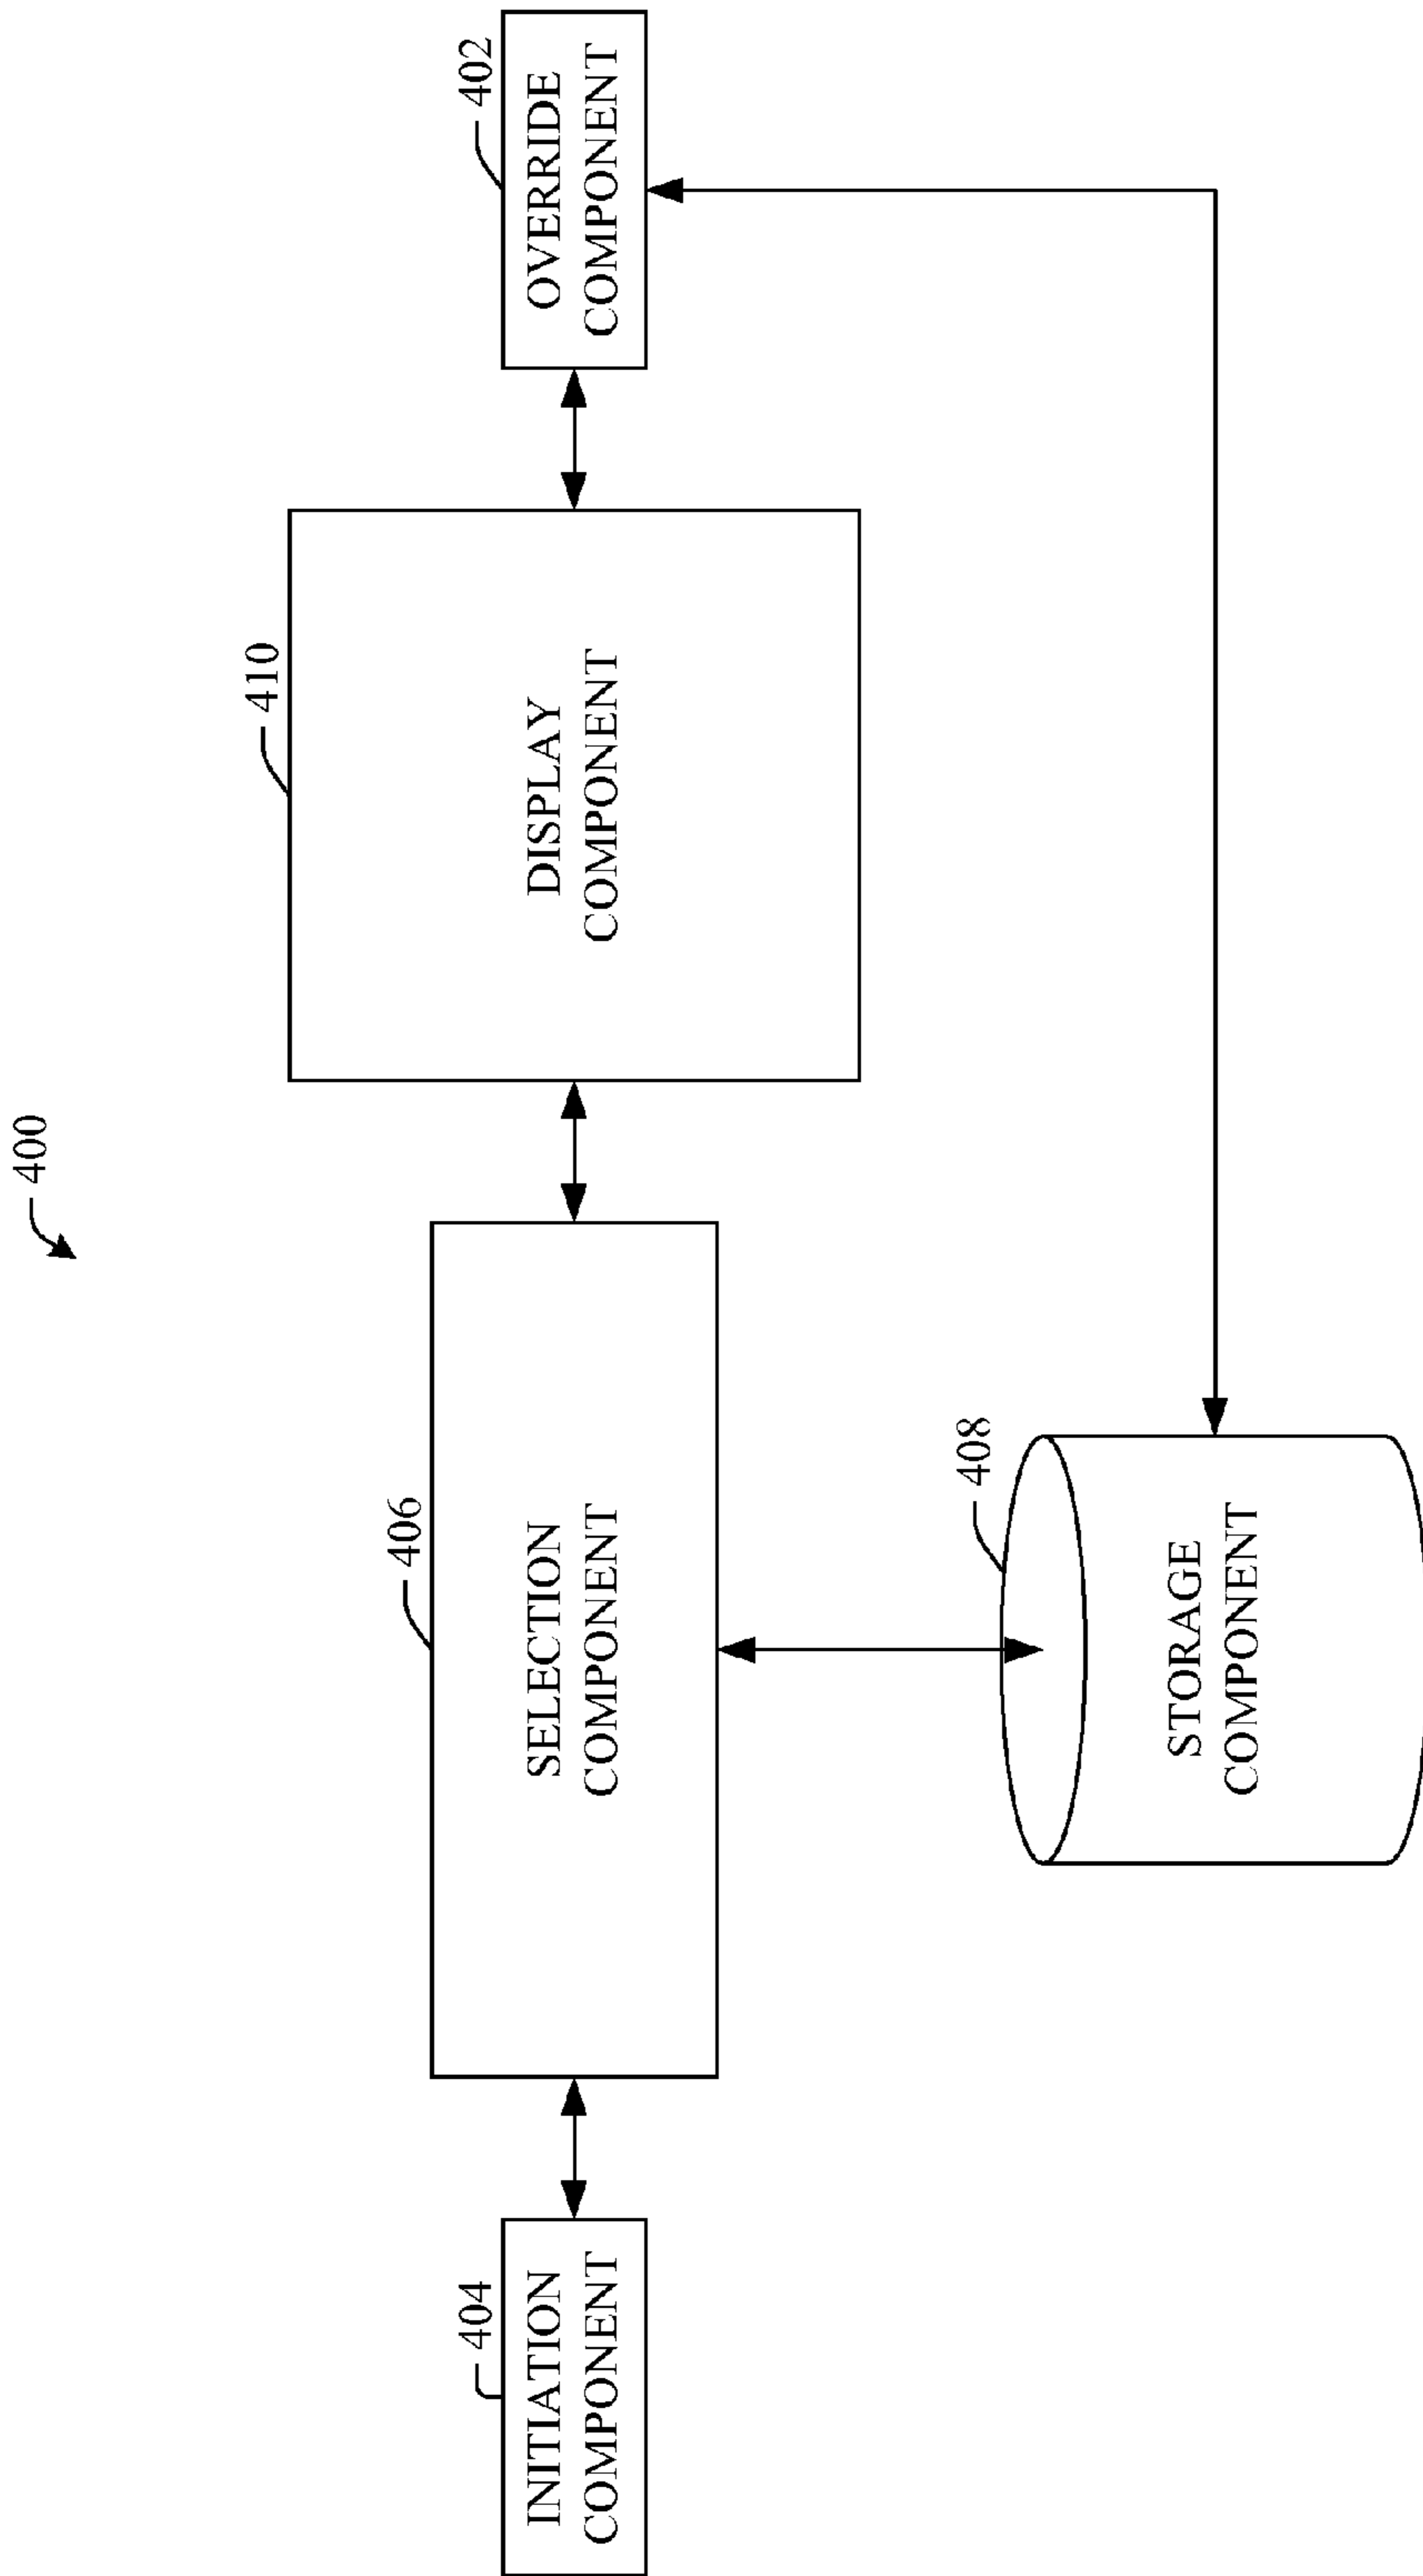 400
404
INITIATION
COMPONENT
406
SELECTION
COMPONENT
410
DISPLAY
COMPONENT
402
OVERRIDE
COMPONENT
408
STORAGE
COMPONENT